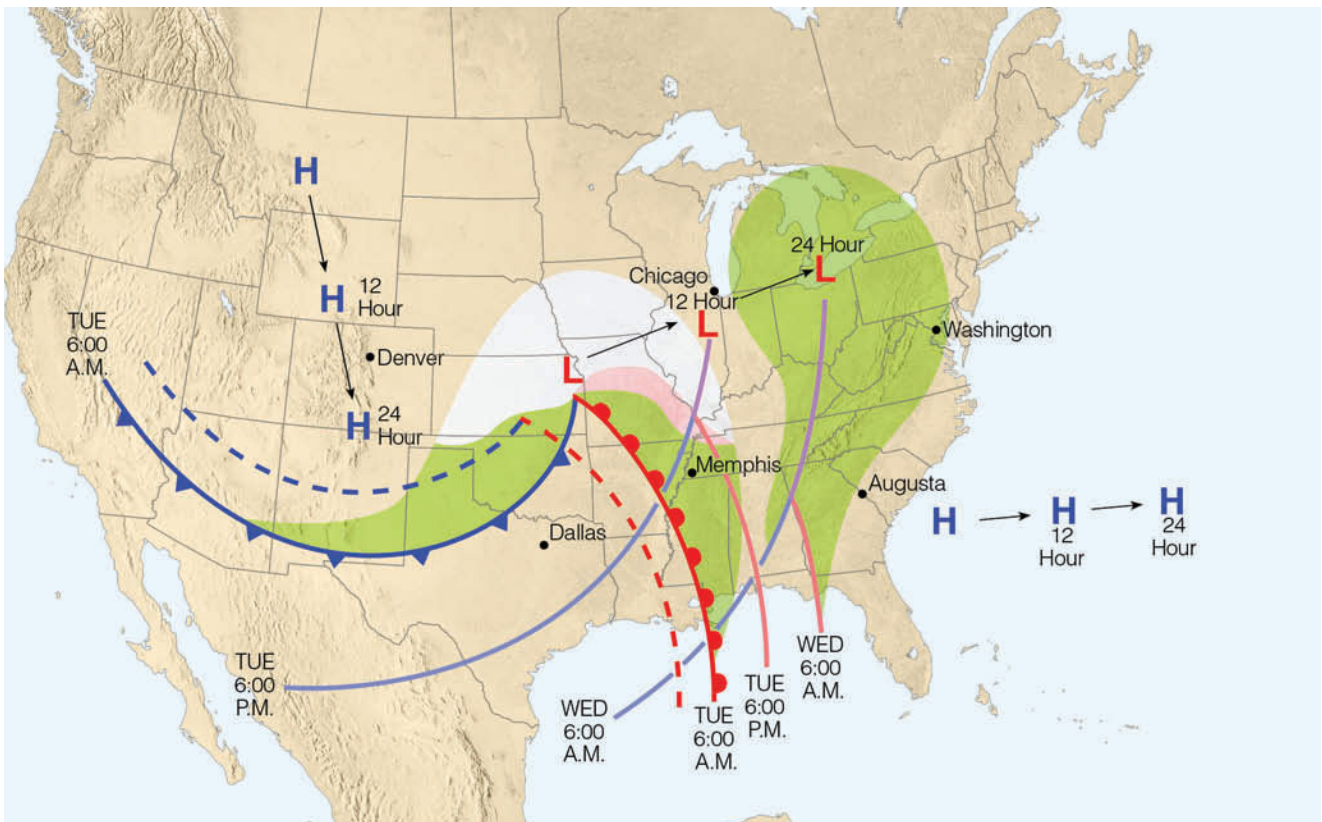 H
H
12
Hour
TUE
6:00
A.M.
Denver
H
24
Hour
L
Chicago
12 Hour
L
24 Hour
L
Washington
Memphis
Augusta
Dallas
H
H
12
Hour
H
24
Hour
TUE
6:00
P.M.
WED
6:00
A.M.
TUE
6:00
A.M.
TUE
6:00
P.M.
WED
6:00
A.M.